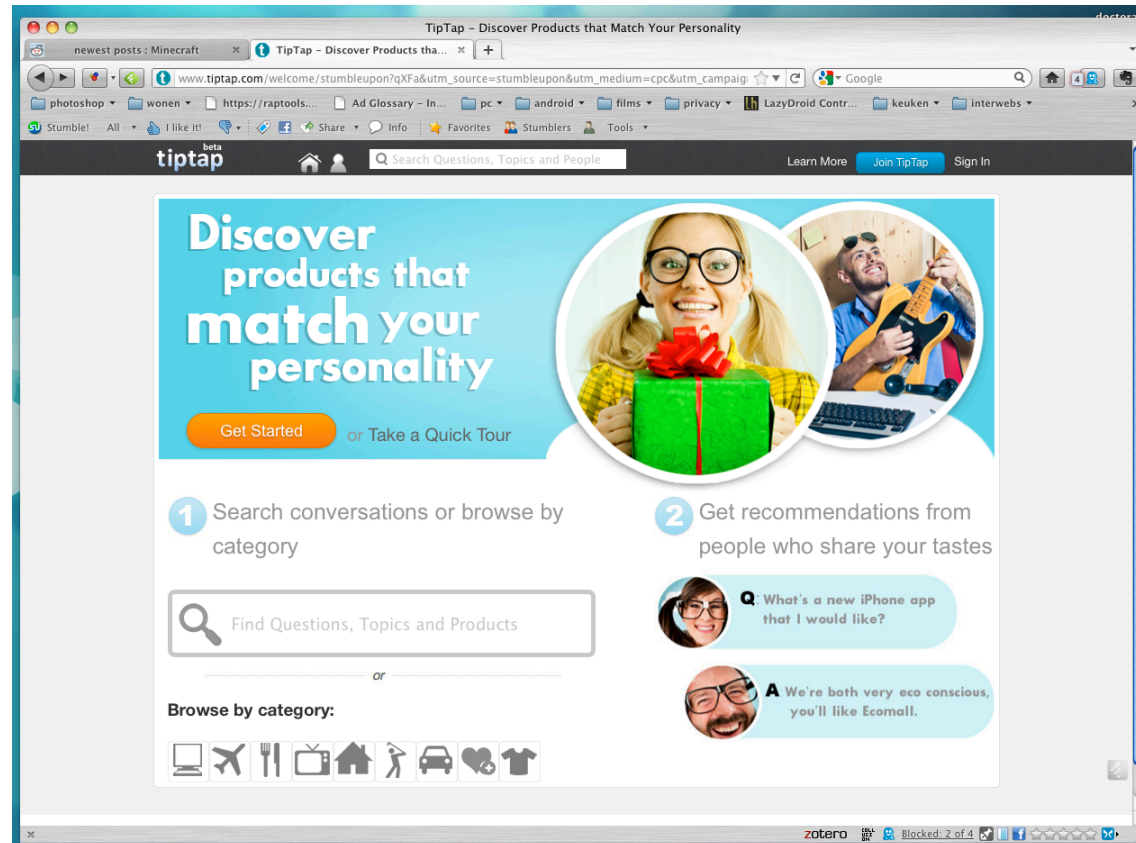 doctora
TipTap – Discover Products that Match Your Personality
newest posts : Minecraft
TipTap – Discover Products tha...
www.tiptap.com/welcome/stumbleupon?qXFa&utm_source=stumbleupon&utm_medium=cpc&utm_campaig
Google
4
photoshop
wonen
https://raptools....
Ad Glossary – In...
pc
android
films
privacy
LazyDroid Contr...
keuken
interwebs
Stumble!
All
I like it!
Share
Info
Favorites
Stumblers
Tools
beta
tiptap
Search Questions, Topics and People
Learn More
Join TipTap
Sign In
Discover
products that
match your
personality
Get Started
or Take a Quick Tour
1
Search conversations or browse by
category
2
Get recommendations from
people who share your tastes
Find Questions, Topics and Products
Q: What's a new iPhone app
that I would like?
or
A We're both very eco conscious,
you'll like Ecomall.
Browse by category:
zotero
Blocked: 2 of 4